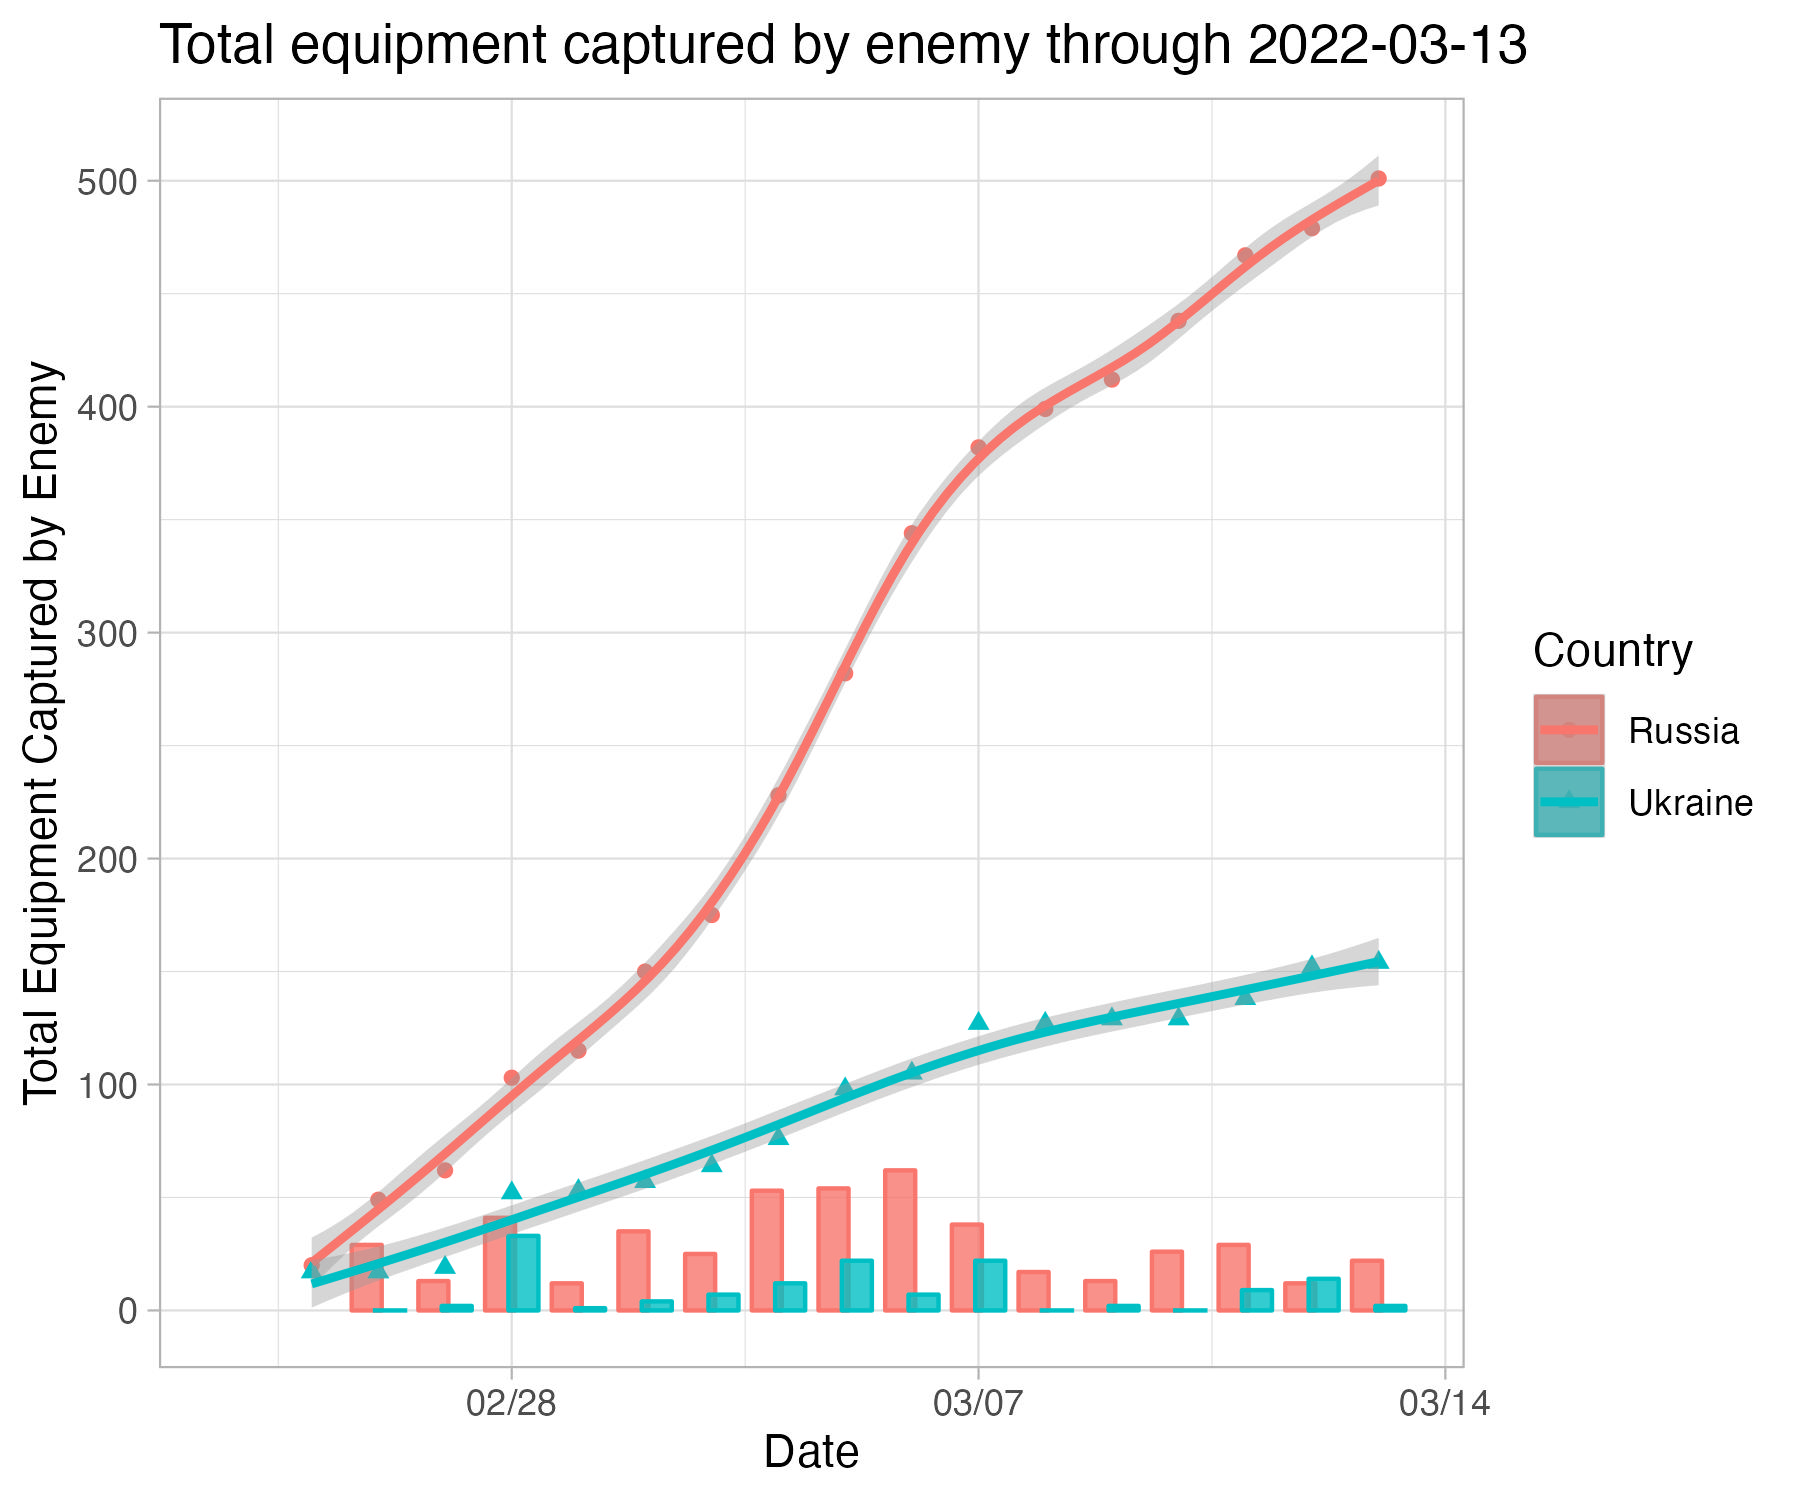 Total equipment captured by enemy through 2022-03-13
Total Equipment Captured by Enemy
500
400
300
200
100
0
02/28
03/07
03/14
Date
Country
Russia
Ukraine